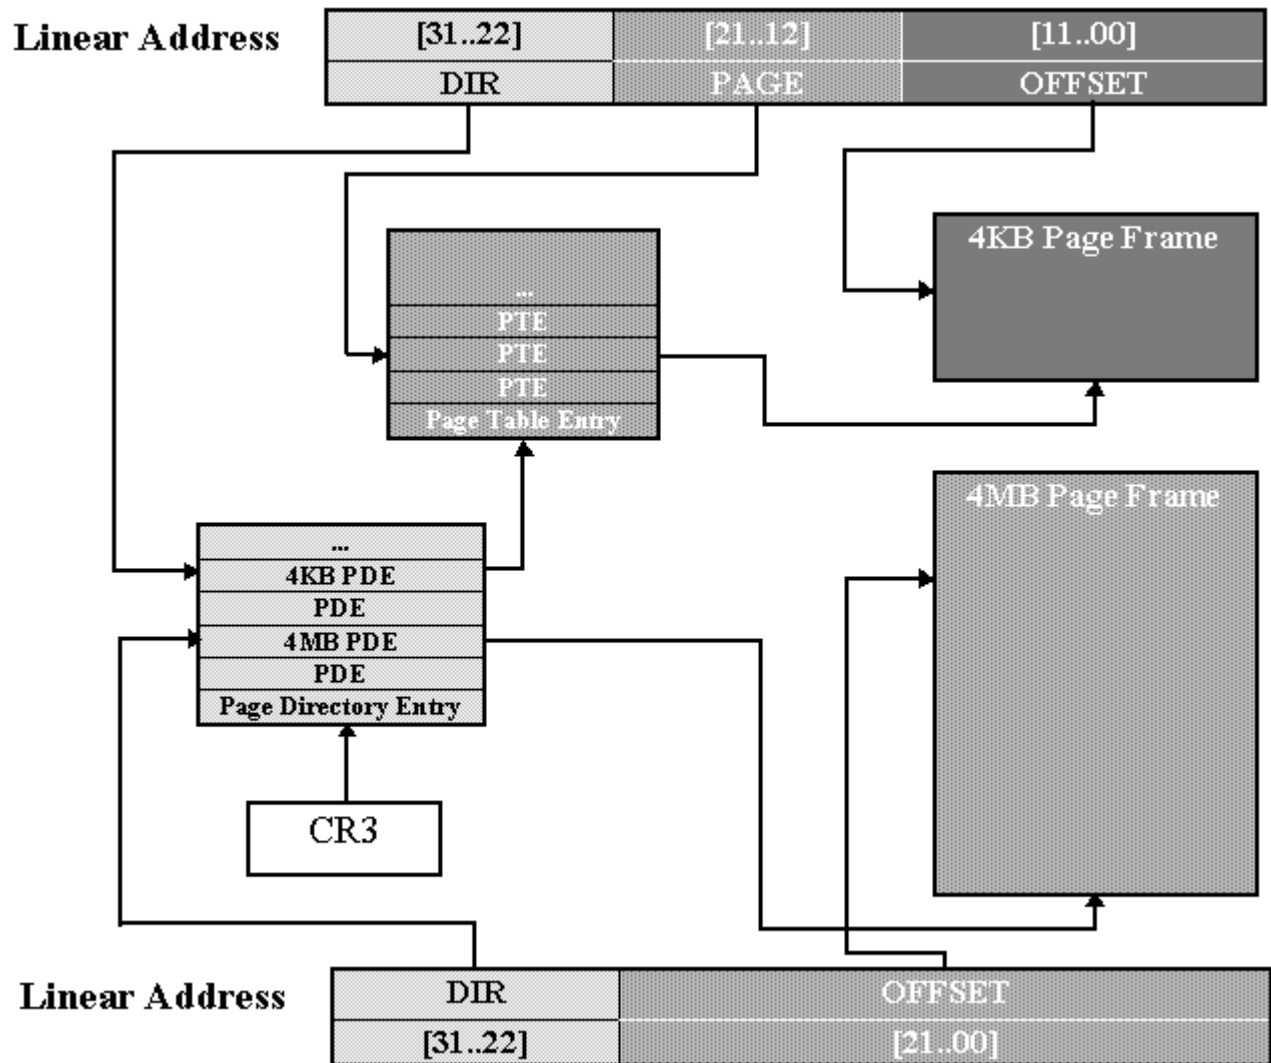 Linear Address
[31..22] [21..12] [11..00]
DIR PAGE OFFSET
4KB Page Frame
...
PTE
PTE
PTE
Page Table Entry
4MB Page Frame
...
4KB PDE
PDE
4MB PDE
PDE
Page Directory Entry
CR3
Linear Address
DIR OFFSET
[31..22] [21..00]